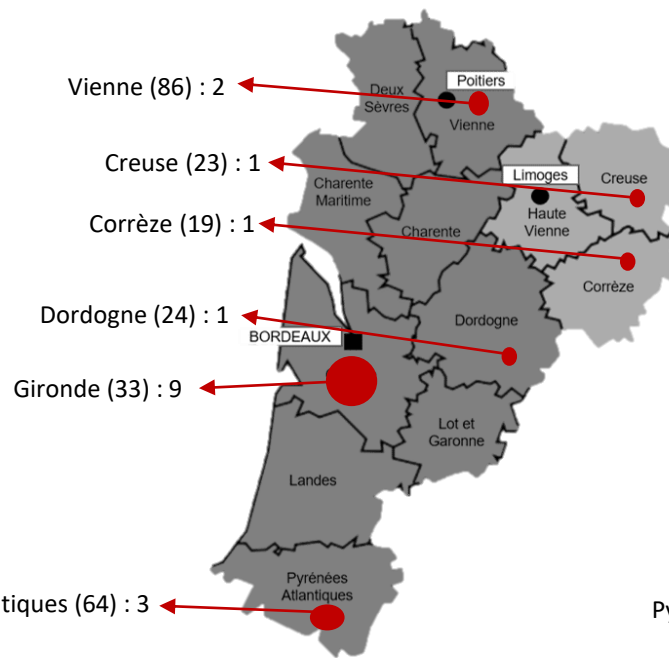 Vienne (86) : 2
Poitiers
Deux
Sèvres
Vienne
Creuse (23) : 1
Limoges
Creuse
Charente
Maritime
Haute
Vienne
Corrèze (19) : 1
Charente
Corrèze
Dordogne (24) : 1
Dordogne
BORDEAUX
Gironde (33) : 9
Lot et
Garonne
Landes
Pyrénées
Atlantiques
tiques (64) : 3
Py